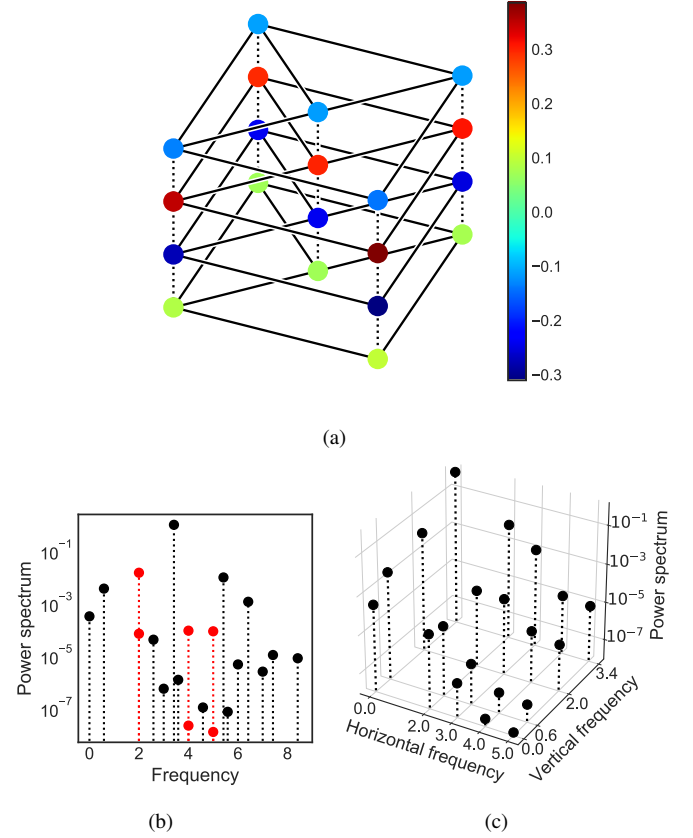 0.3
0.2
0.1
0.0
−0.1
−0.2
−0.3
(a)
Power spectrum
10⁻¹
10⁻³
10⁻⁵
10⁻⁷
0 2 4 6 8
Frequency
(b)
10⁻¹
10⁻³
10⁻⁵
10⁻⁷
Power spectrum
0.0 2.0 3.0 4.0 5.0
Horizontal frequency
0.0 0.6 2.0 3.4
Vertical frequency
(c)